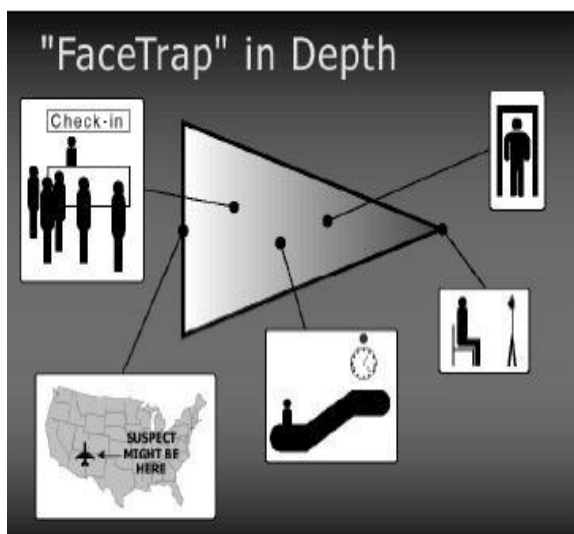 "FaceTrap" in Depth
Check-in
SUSPECT
MIGHT BE
HERE